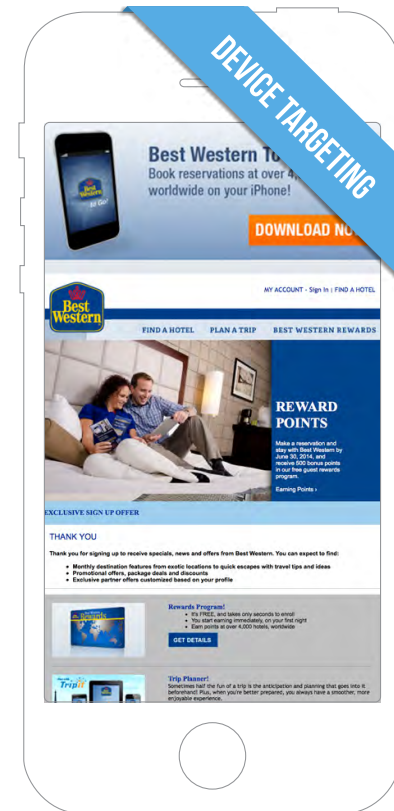 DEVICE TARGETING
Best Western To
Book reservations at over 4,
worldwide on your iPhone!
DOWNLOAD NO
Best
Western
to Go!
MY ACCOUNT - Sign In | FIND A HOTEL
Best
Western
FIND A HOTEL PLAN A TRIP BEST WESTERN REWARDS
REWARD
POINTS
Make a reservation and
stay with Best Western by
June 30, 2014, and
receive 500 bonus points
in our free guest rewards
program.
Earning Points ›
EXCLUSIVE SIGN UP OFFER
THANK YOU
Thank you for signing up to receive specials, news and offers from Best Western. You can expect to find:
• Monthly destination features from exotic locations to quick escapes with travel tips and ideas
• Promotional offers, package deals and discounts
• Exclusive partner offers customized based on your profile
Rewards
Rewards Program!
• It's FREE, and takes only seconds to enroll
• You start earning immediately, on your first night
• Earn points at over 4,000 hotels, worldwide
GET DETAILS
TripIt
Trip Planner!
Sometimes half the fun of a trip is the anticipation and planning that goes into it
beforehand! Plus, when you're better prepared, you always have a smoother, more
enjoyable experience.